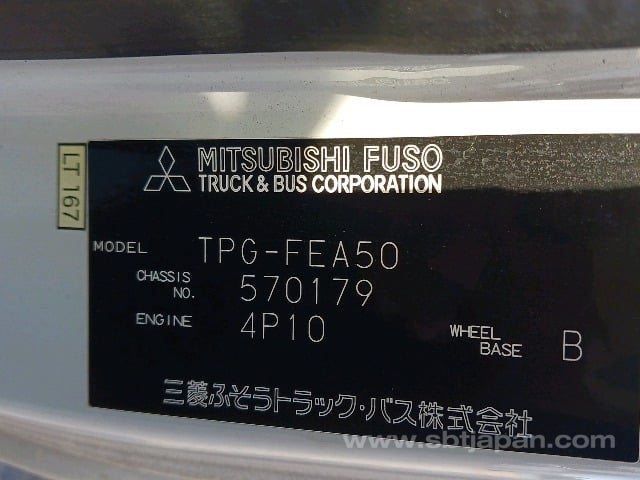 LT 167
MITSUBISHI FUSO
TRUCK & BUS CORPORATION
MODEL TPG-FEA50
CHASSIS NO. 570179
ENGINE 4P10
WHEEL BASE B
三菱ふそうトラック・バス株式会社
www.sbtjapan.com